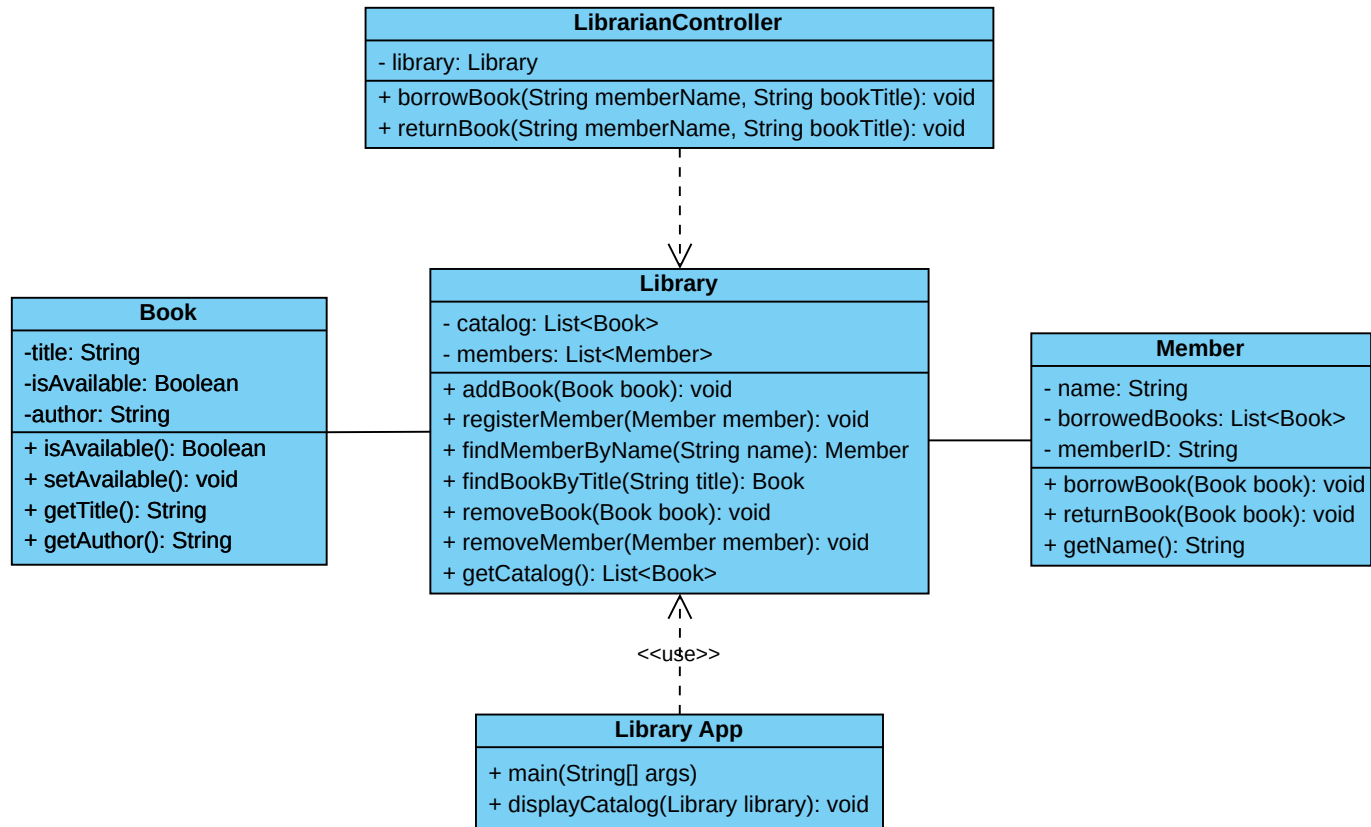 LibrarianController
- library: Library
+ borrowBook(String memberName, String bookTitle): void
+ returnBook(String memberName, String bookTitle): void
Book
-title: String
-isAvailable: Boolean
-author: String
+ isAvailable(): Boolean
+ setAvailable(): void
+ getTitle(): String
+ getAuthor(): String
Library
- catalog: List<Book>
- members: List<Member>
+ addBook(Book book): void
+ registerMember(Member member): void
+ findMemberByName(String name): Member
+ findBookByTitle(String title): Book
+ removeBook(Book book): void
+ removeMember(Member member): void
+ getCatalog(): List<Book>
Member
- name: String
- borrowedBooks: List<Book>
- memberID: String
+ borrowBook(Book book): void
+ returnBook(Book book): void
+ getName(): String
<<use>>
Library App
+ main(String[] args)
+ displayCatalog(Library library): void